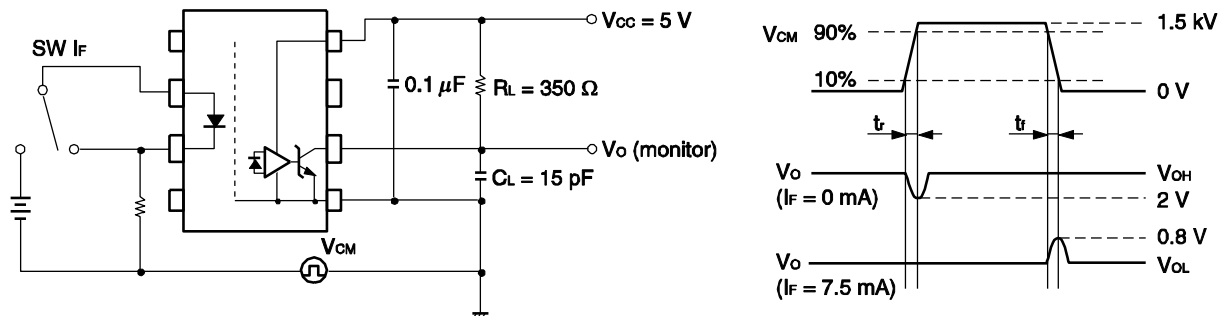 SW IF
VCC = 5 V
0.1 μF
RL = 350 Ω
VO (monitor)
CL = 15 pF
VCM
VCM 90%
10%
1.5 kV
0 V
tr
tf
VO
(IF = 0 mA)
VOH
2 V
0.8 V
VO
(IF = 7.5 mA)
VOL